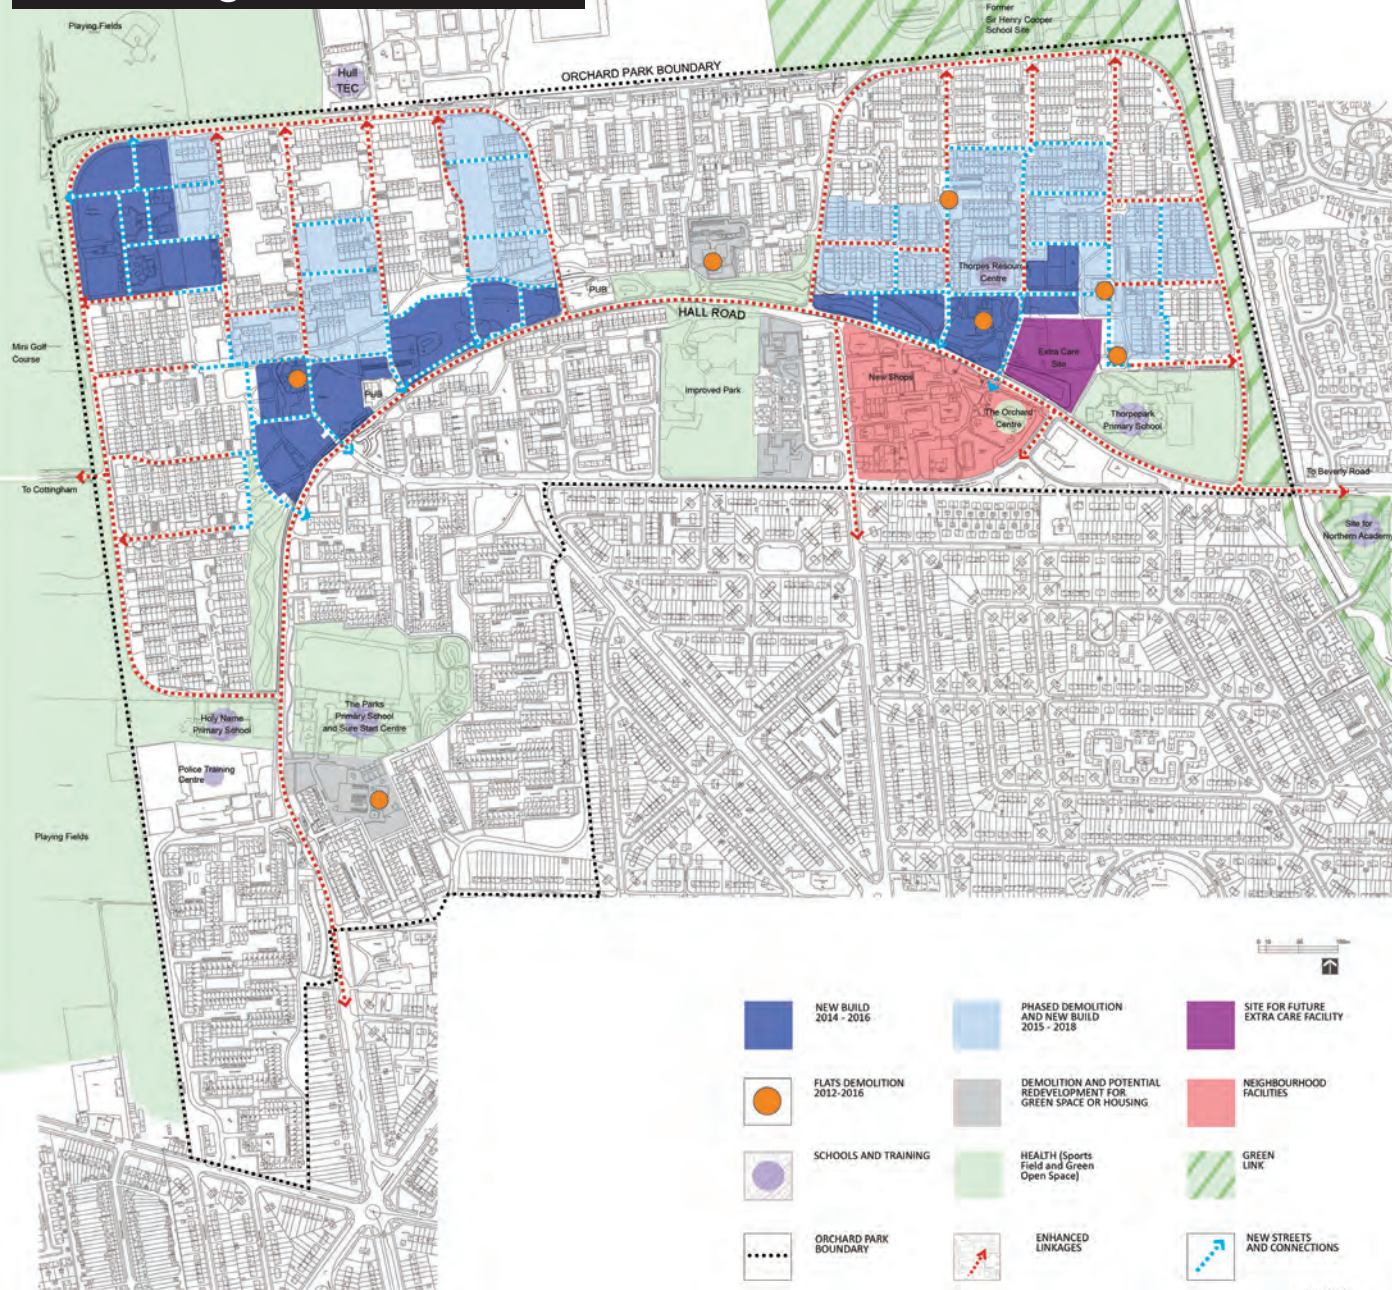 Playing Fields
Former
Sir Henry Cooper
School Site
Hull
TEC
ORCHARD PARK BOUNDARY
Thorpes Resource
Centre
PUB
HALL ROAD
Mini Golf
Course
Extra Care
Site
New Shops
Improved Park
PUB
The Orchard
Centre
Thorpepark
Primary School
To Cottingham
To Beverly Road
Site for
Northern Academy
Holy Name
Primary School
The Parks
Primary School
and Sure Start Centre
Police Training
Centre
Playing Fields
NEW BUILD
2014 - 2016
PHASED DEMOLITION
AND NEW BUILD
2015 - 2018
SITE FOR FUTURE
EXTRA CARE FACILITY
FLATS DEMOLITION
2012-2016
DEMOLITION AND POTENTIAL
REDEVELOPMENT FOR
GREEN SPACE OR HOUSING
NEIGHBOURHOOD
FACILITIES
SCHOOLS AND TRAINING
HEALTH (Sports
Field and Green
Open Space)
GREEN
LINK
ORCHARD PARK
BOUNDARY
ENHANCED
LINKAGES
NEW STREETS
AND CONNECTIONS